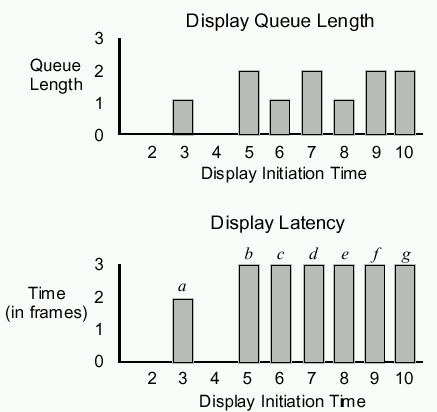 Display Queue Length
3
Queue
Length
2
1
0
2 3 4 5 6 7 8 9 10
Display Initiation Time
Display Latency
a b c d e f g
3
Time
(in frames)
2
1
0
2 3 4 5 6 7 8 9 10
Display Initiation Time